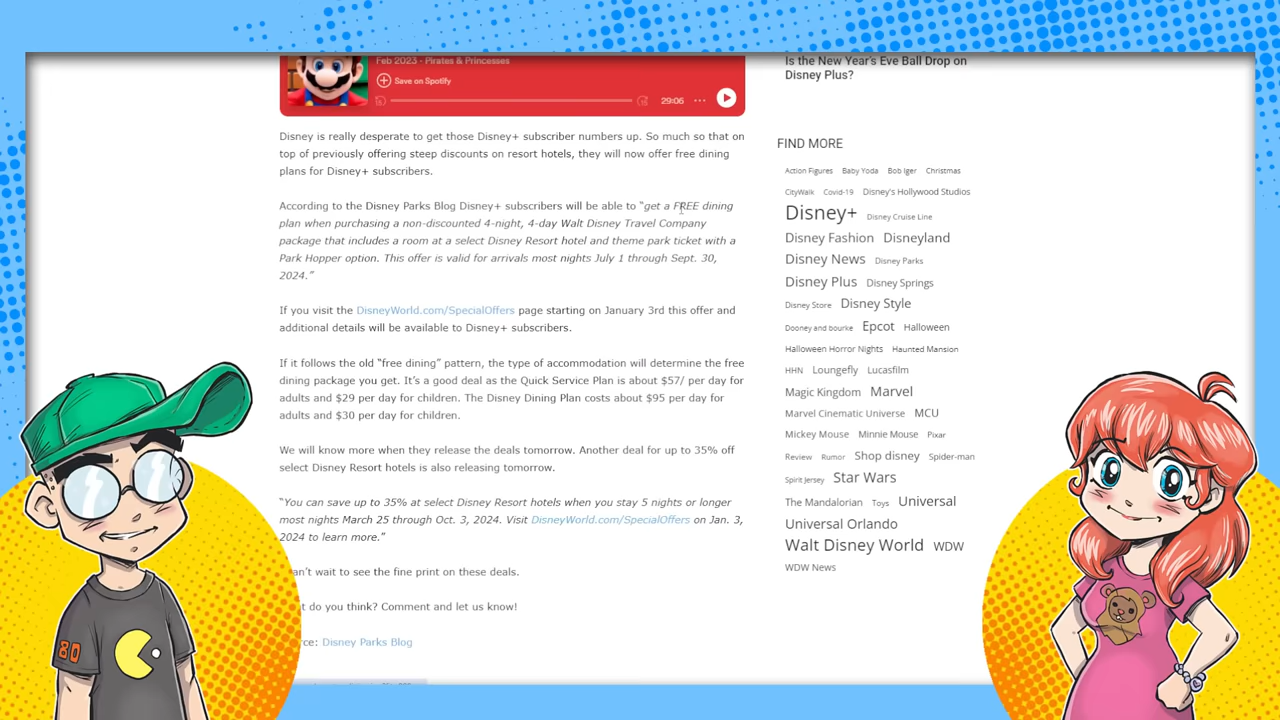 Feb 2023 - Pirates & Princesses
Save on Spotify
29:06
Disney is really desperate to get those Disney+ subscriber numbers up. So much so that on
top of previously offering steep discounts on resort hotels, they will now offer free dining
plans for Disney+ subscribers.
According to the Disney Parks Blog Disney+ subscribers will be able to “get a FREE dining
plan when purchasing a non-discounted 4-night, 4-day Walt Disney Travel Company
package that includes a room at a select Disney Resort hotel and theme park ticket with a
Park Hopper option. This offer is valid for arrivals most nights July 1 through Sept. 30,
2024.”
If you visit the DisneyWorld.com/SpecialOffers page starting on January 3rd this offer and
additional details will be available to Disney+ subscribers.
If it follows the old “free dining” pattern, the type of accommodation will determine the free
dining package you get. It’s a good deal as the Quick Service Plan is about $57/ per day for
adults and $29 per day for children. The Disney Dining Plan costs about $95 per day for
adults and $30 per day for children.
We will know more when they release the deals tomorrow. Another deal for up to 35% off
select Disney Resort hotels is also releasing tomorrow.
“You can save up to 35% at select Disney Resort hotels when you stay 5 nights or longer
most nights March 25 through Oct. 3, 2024. Visit DisneyWorld.com/SpecialOffers on Jan. 3,
2024 to learn more.”
an’t wait to see the fine print on these deals.
t do you think? Comment and let us know!
rce: Disney Parks Blog
Is the New Year’s Eve Ball Drop on
Disney Plus?
FIND MORE
Action Figures Baby Yoda Bob Iger Christmas
CityWalk Covid-19 Disney's Hollywood Studios
Disney+ Disney Cruise Line
Disney Fashion Disneyland
Disney News Disney Parks
Disney Plus Disney Springs
Disney Store Disney Style
Dooney and bourke Epcot Halloween
Halloween Horror Nights Haunted Mansion
HHN Loungefly Lucasfilm
Magic Kingdom Marvel
Marvel Cinematic Universe MCU
Mickey Mouse Minnie Mouse Pixar
Review Rumor Shop disney Spider-man
Spirit Jersey Star Wars
The Mandalorian Toys Universal
Universal Orlando
Walt Disney World WDW
WDW News
80